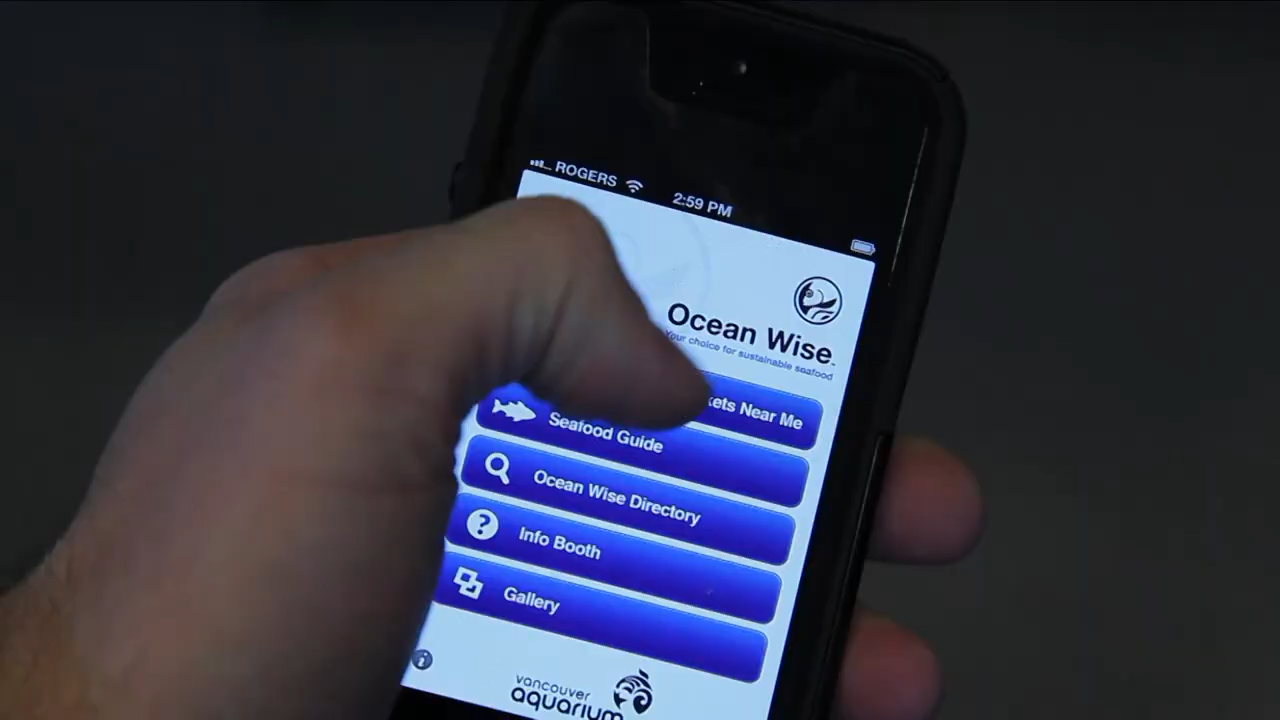 ROGERS 2:59 PM
Ocean Wise
Your choice for sustainable seafood
Near Me
Seafood Guide
Ocean Wise Directory
Info Booth
Gallery
vancouver
aquarium